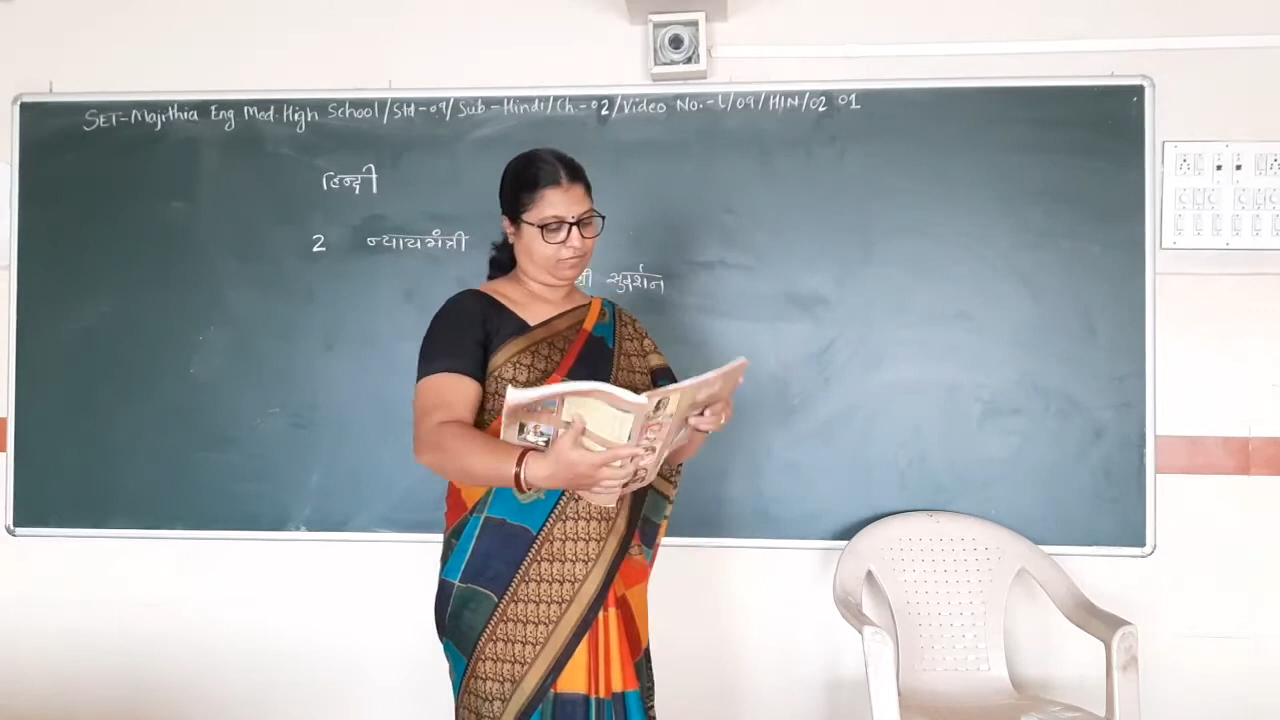 SET-Majithia Eng Med. High School/Std-09/Sub-Hindi/Ch.-02/Video No.-L/09/HIN/02 01
हिन्दी
2 न्यायमंत्री
श्री सुदर्शन